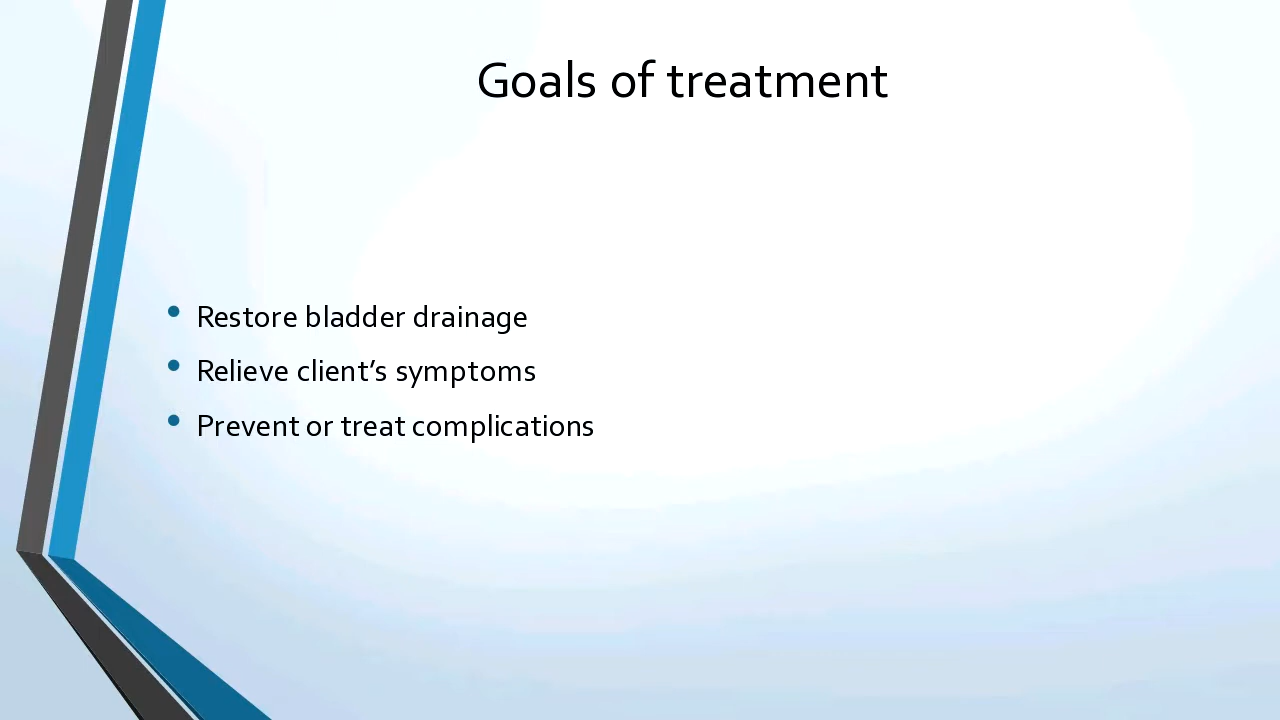 Goals of treatment
• Restore bladder drainage
• Relieve client’s symptoms
• Prevent or treat complications